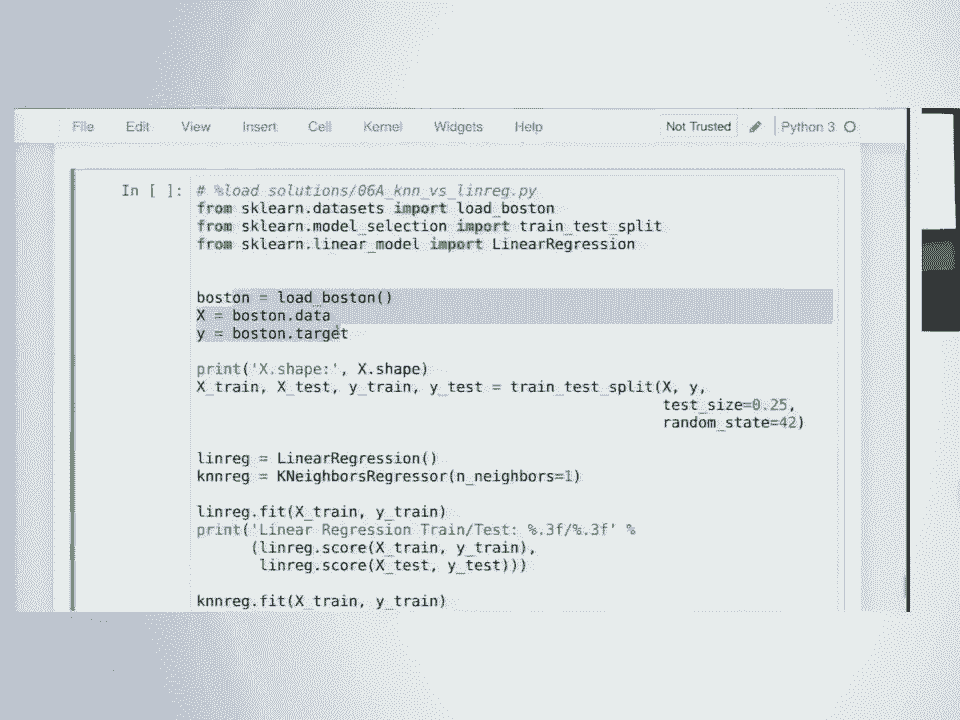 File Edit View Insert Cell Kernel Widgets Help Not Trusted Python 3
In [ ]: # %load solutions/06A_knn_vs_linreg.py
from sklearn.datasets import load_boston
from sklearn.model_selection import train_test_split
from sklearn.linear_model import LinearRegression
boston = load_boston()
X = boston.data
y = boston.target
print('X.shape:', X.shape)
X_train, X_test, y_train, y_test = train_test_split(X, y,
test_size=0.25,
random_state=42)
linreg = LinearRegression()
knnreg = KNeighborsRegressor(n_neighbors=1)
linreg.fit(X_train, y_train)
print('Linear Regression Train/Test: %.3f/%.3f' %
(linreg.score(X_train, y_train),
linreg.score(X_test, y_test)))
knnreg.fit(X_train, y_train)